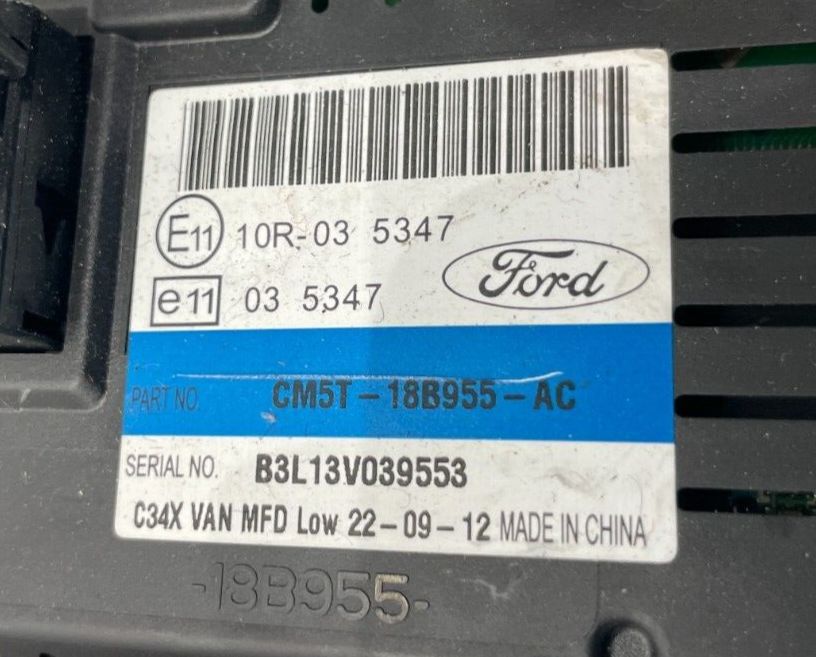 E11 10R-03 5347
Ford
e11 03 5347
PART NO. CM5T-18B955-AC
SERIAL NO. B3L13V039553
C34X VAN MFD Low 22-09-12 MADE IN CHINA
-18B955-